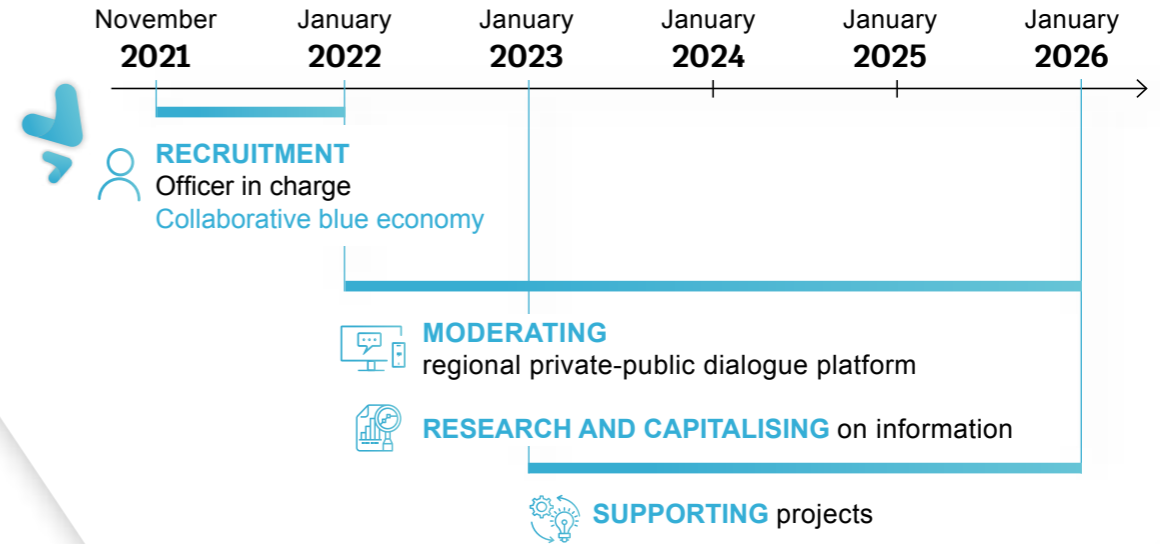 November January January January January January
2021 2022 2023 2024 2025 2026
RECRUITMENT
Officer in charge
Collaborative blue economy
MODERATING
regional private-public dialogue platform
RESEARCH AND CAPITALISING on information
SUPPORTING projects